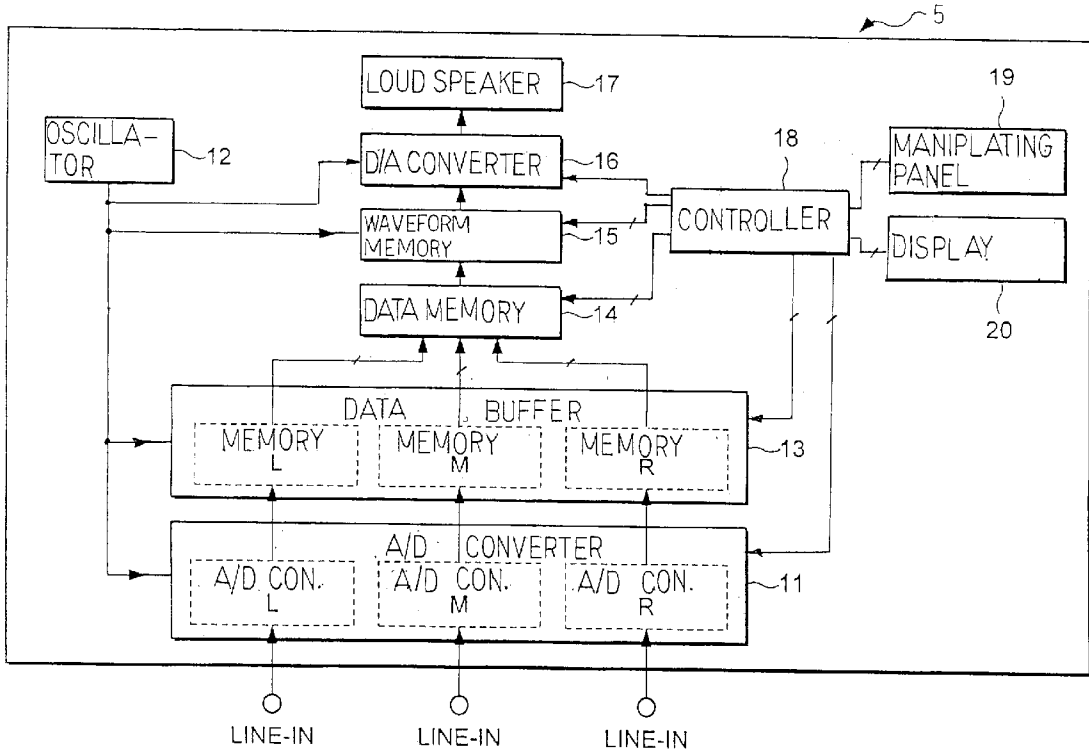 5
LOUD SPEAKER
17
19
OSCILLA-
TOR
12
D/A CONVERTER
16
18
MANIPLATING
PANEL
WAVEFORM
MEMORY
15
CONTROLLER
DISPLAY
20
DATA MEMORY
14
DATA BUFFER
MEMORY
L
MEMORY
M
MEMORY
R
13
A/D CONVERTER
A/D CON.
L
A/D CON.
M
A/D CON.
R
11
LINE-IN
LINE-IN
LINE-IN